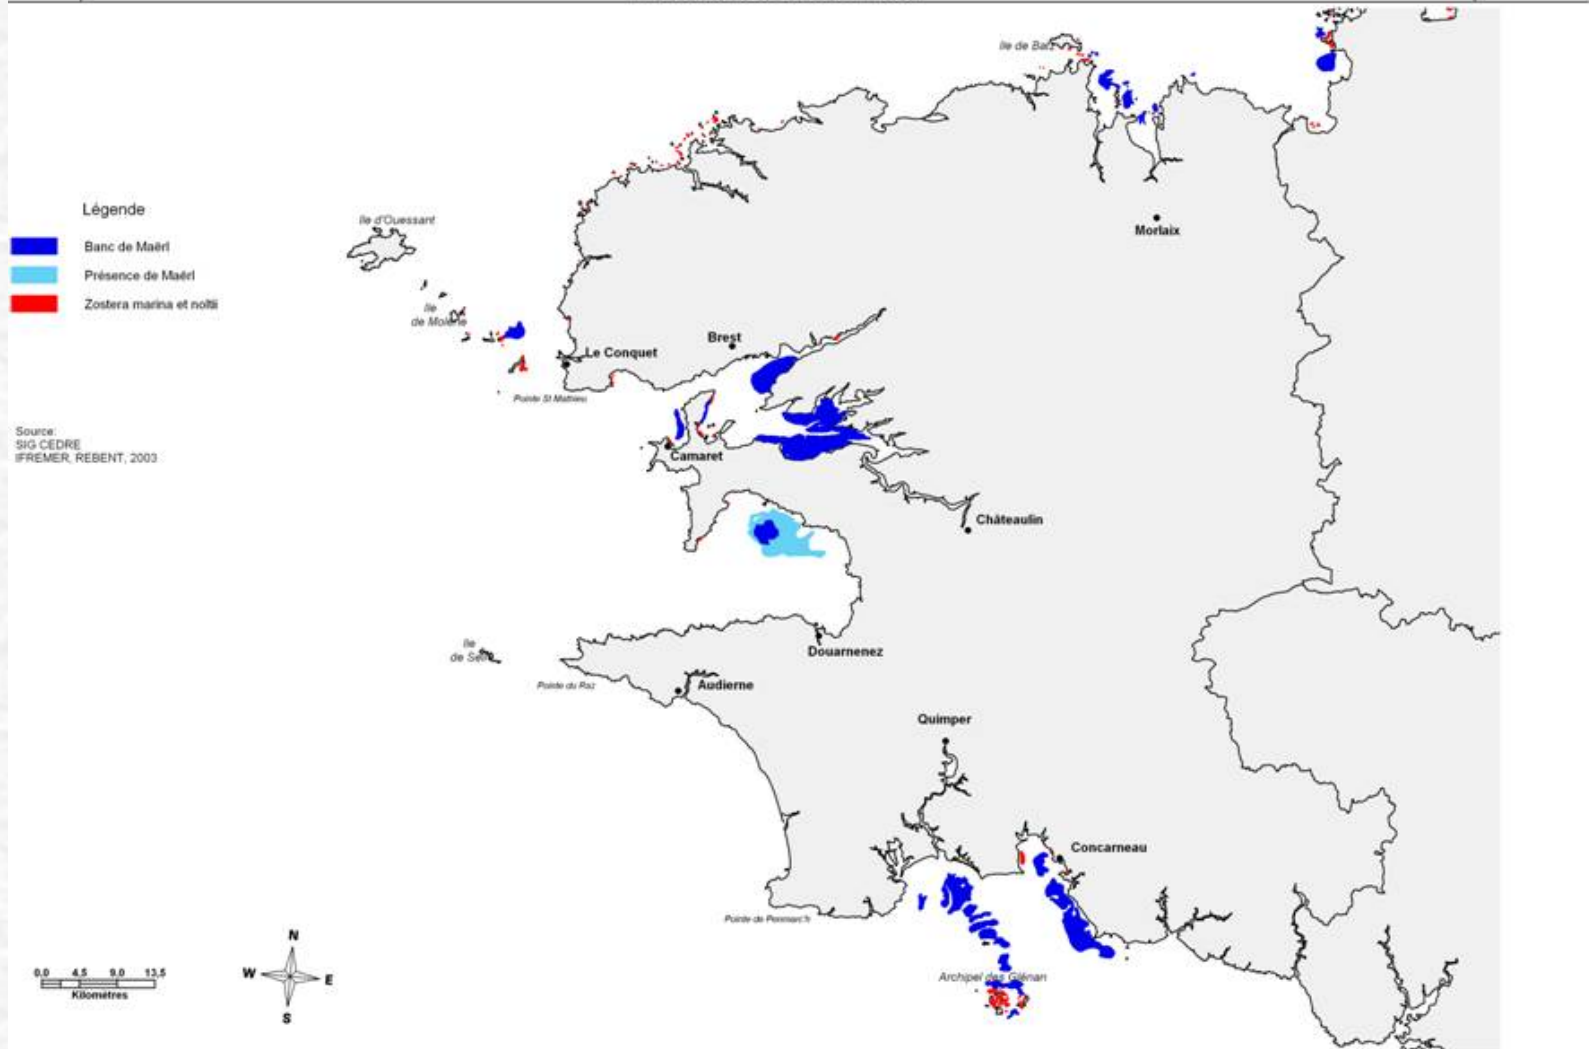 Ile de Batz
Légende
Ile d'Ouessant
Banc de Maërl
Présence de Maërl
Zostera marina et noltii
Morlaix
Ile
de Molène
Brest
Le Conquet
Pointe St Mathieu
Source:
SIG CEDRE
IFREMER, REBENT, 2003
Camaret
Châteaulin
Ile
de Sein
Douarnenez
Pointe du Raz
Audierne
Quimper
Concarneau
Pointe de Penmarc'h
N
W E
S
0,0 4,5 9,0 13,5
Kilométres
Archipel des Glénan